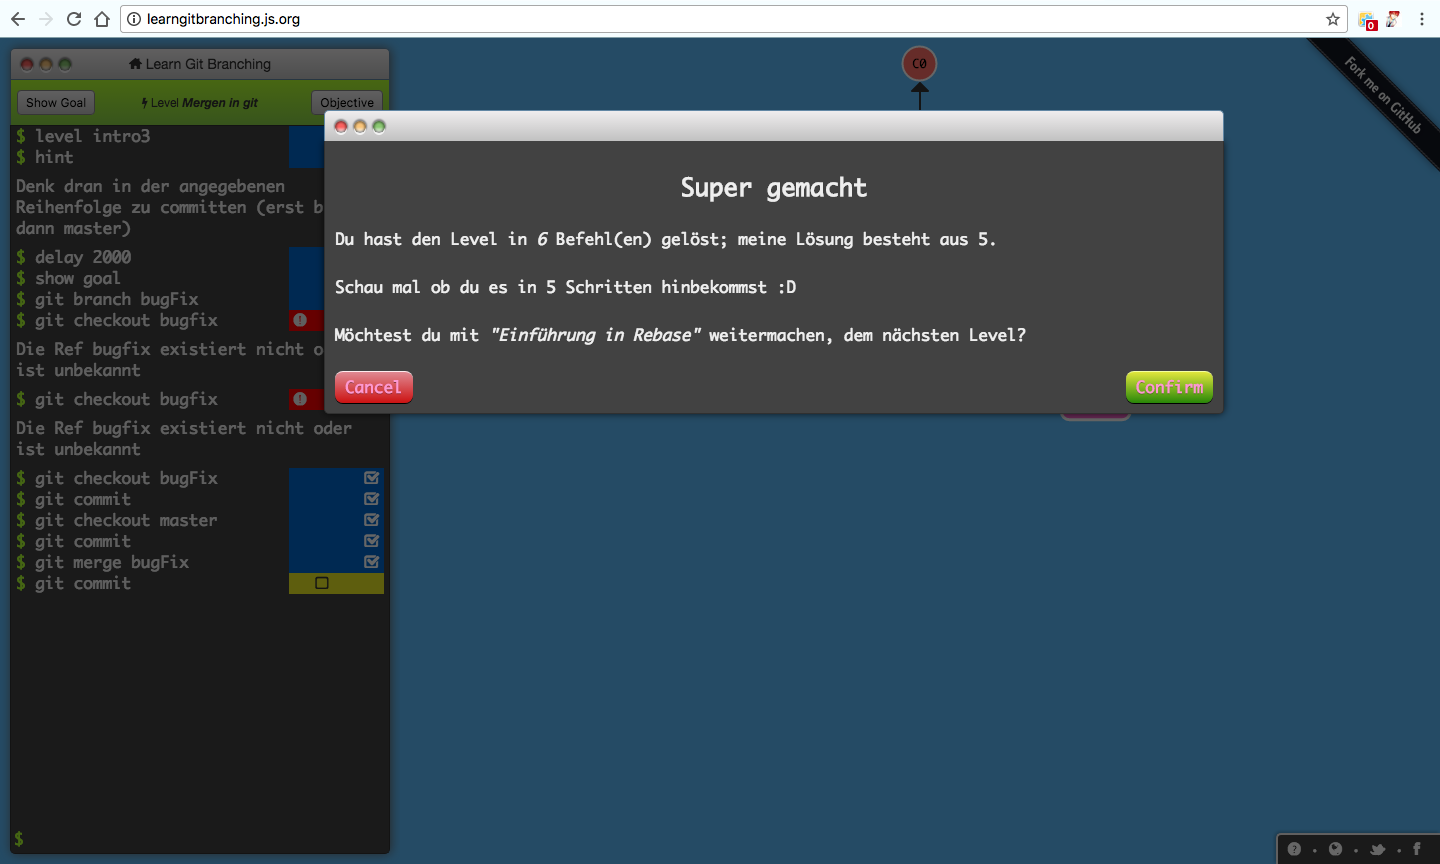 learngitbranching.js.org
0
Learn Git Branching
Show Goal
Level Mergen in git
Objective
$ level intro3
$ hint
Denk dran in der angegebenen
Reihenfolge zu committen (erst
dann master)
$ delay 2000
$ show goal
$ git branch bugFix
$ git checkout bugfix
Die Ref bugfix existiert nicht
ist unbekannt
$ git checkout bugfix
Die Ref bugfix existiert nicht oder
ist unbekannt
$ git checkout bugFix
$ git commit
$ git checkout master
$ git commit
$ git merge bugFix
$ git commit
$
C0
Fork me on GitHub
Super gemacht
Du hast den Level in 6 Befehl(en) gelöst; meine Lösung besteht aus 5.
Schau mal ob du es in 5 Schritten hinbekommst :D
Möchtest du mit "Einführung in Rebase" weitermachen, dem nächsten Level?
Cancel
Confirm